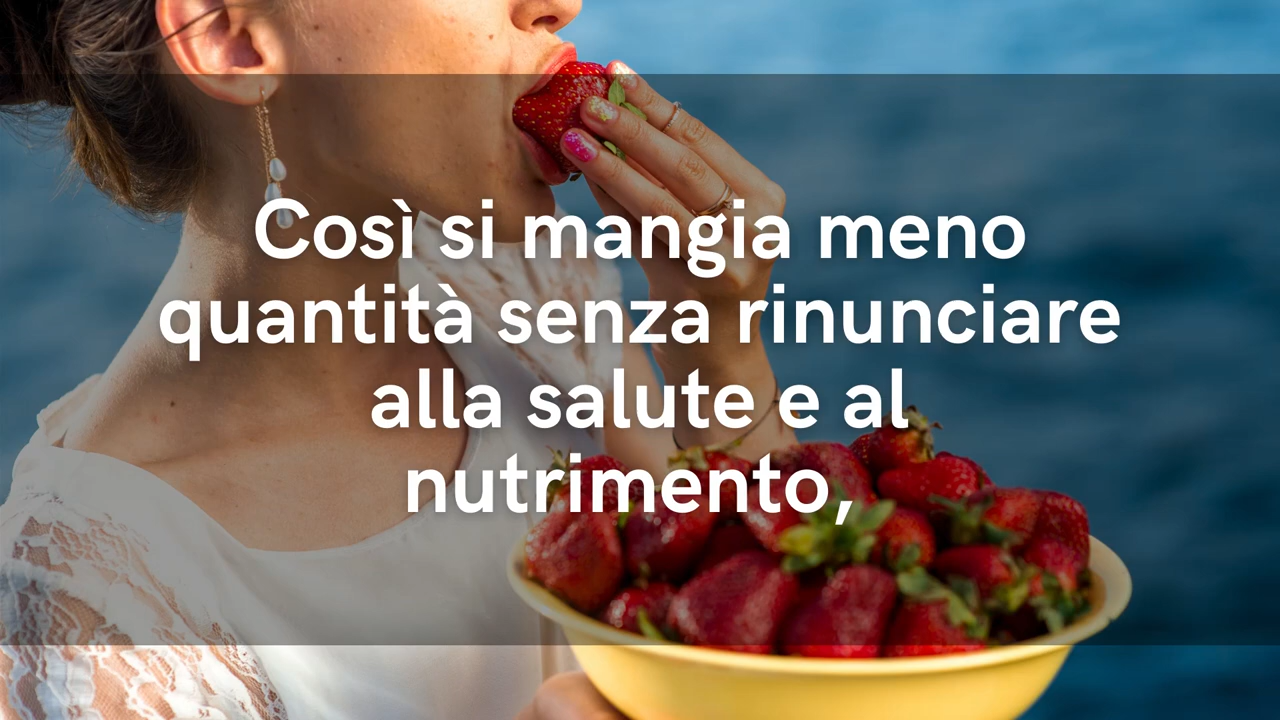 Così si mangia meno
quantità senza rinunciare
alla salute e al
nutrimento,